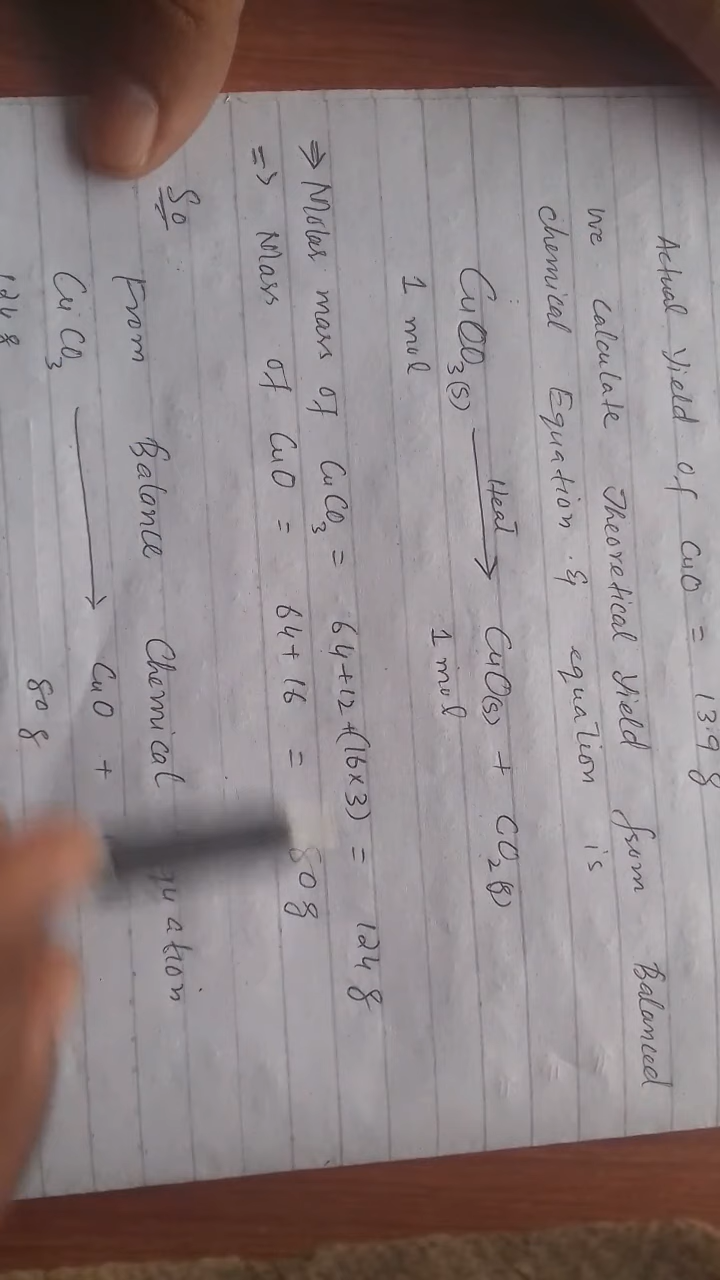 Actual Yield of CuO = 13.9 g
we calculate Theoretical Yield from Balanced
chemical Equation & equation is
CuCO3(s) Heat → CuO(s) + CO2(g)
1 mol 1 mol
⇒ Molar mass of CuCO3 = 64+12+(16×3) = 124 g
=> Mass of CuO = 64+16 = 80 g
So
From Balance Chemical quation
CuCO3 → CuO +
124 g 80 g